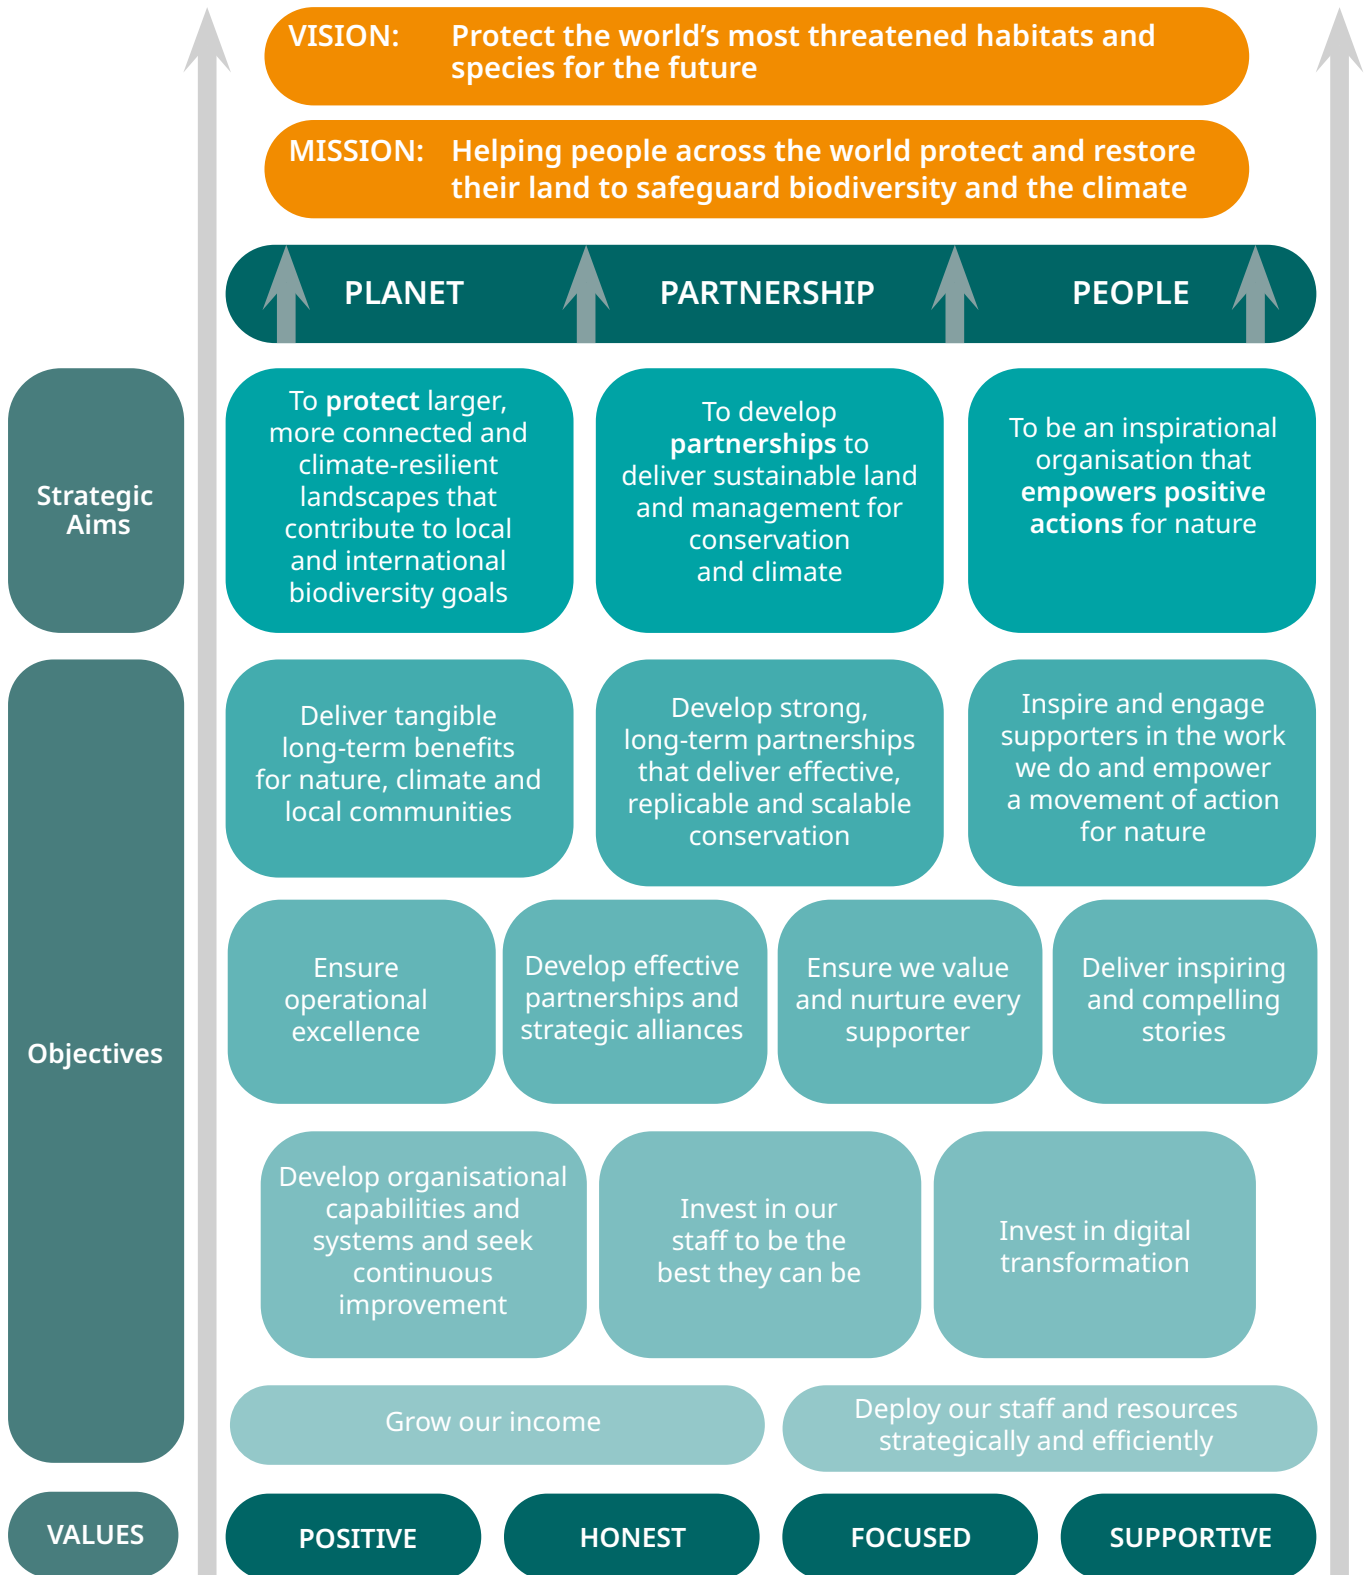 VISION: Protect the world's most threatened habitats and
species for the future
MISSION: Helping people across the world protect and restore
their land to safeguard biodiversity and the climate
PLANET PARTNERSHIP PEOPLE
Strategic
Aims
To protect larger,
more connected and
climate-resilient
landscapes that
contribute to local
and international
biodiversity goals
To develop
partnerships to
deliver sustainable land
and management for
conservation
and climate
To be an inspirational
organisation that
empowers positive
actions for nature
Objectives
Deliver tangible
long-term benefits
for nature, climate and
local communities
Develop strong,
long-term partnerships
that deliver effective,
replicable and scalable
conservation
Inspire and engage
supporters in the work
we do and empower
a movement of action
for nature
Ensure
operational
excellence
Develop effective
partnerships and
strategic alliances
Ensure we value
and nurture every
supporter
Deliver inspiring
and compelling
stories
Develop organisational
capabilities and
systems and seek
continuous
improvement
Invest in our
staff to be the
best they can be
Invest in digital
transformation
Grow our income
Deploy our staff and resources
strategically and efficiently
VALUES
POSITIVE
HONEST
FOCUSED
SUPPORTIVE